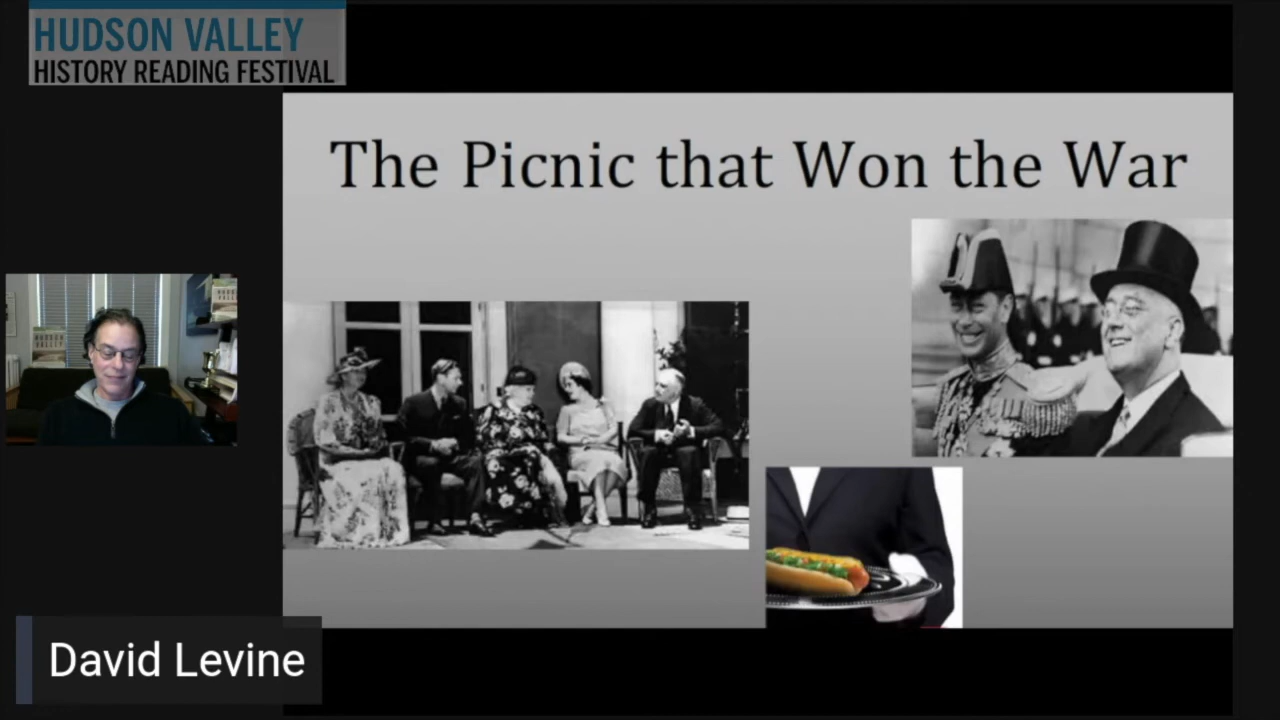 HUDSON VALLEY
HISTORY READING FESTIVAL
The Picnic that Won the War
David Levine